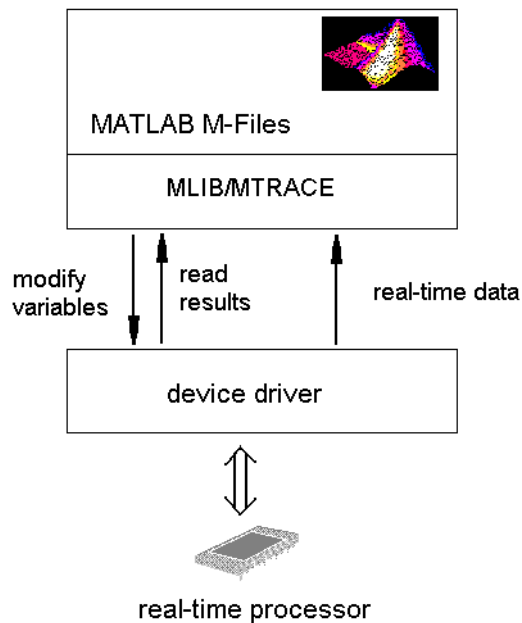 MATLAB M-Files
MLIB/MTRACE
modify
variables
read
results
real-time data
device driver
real-time processor